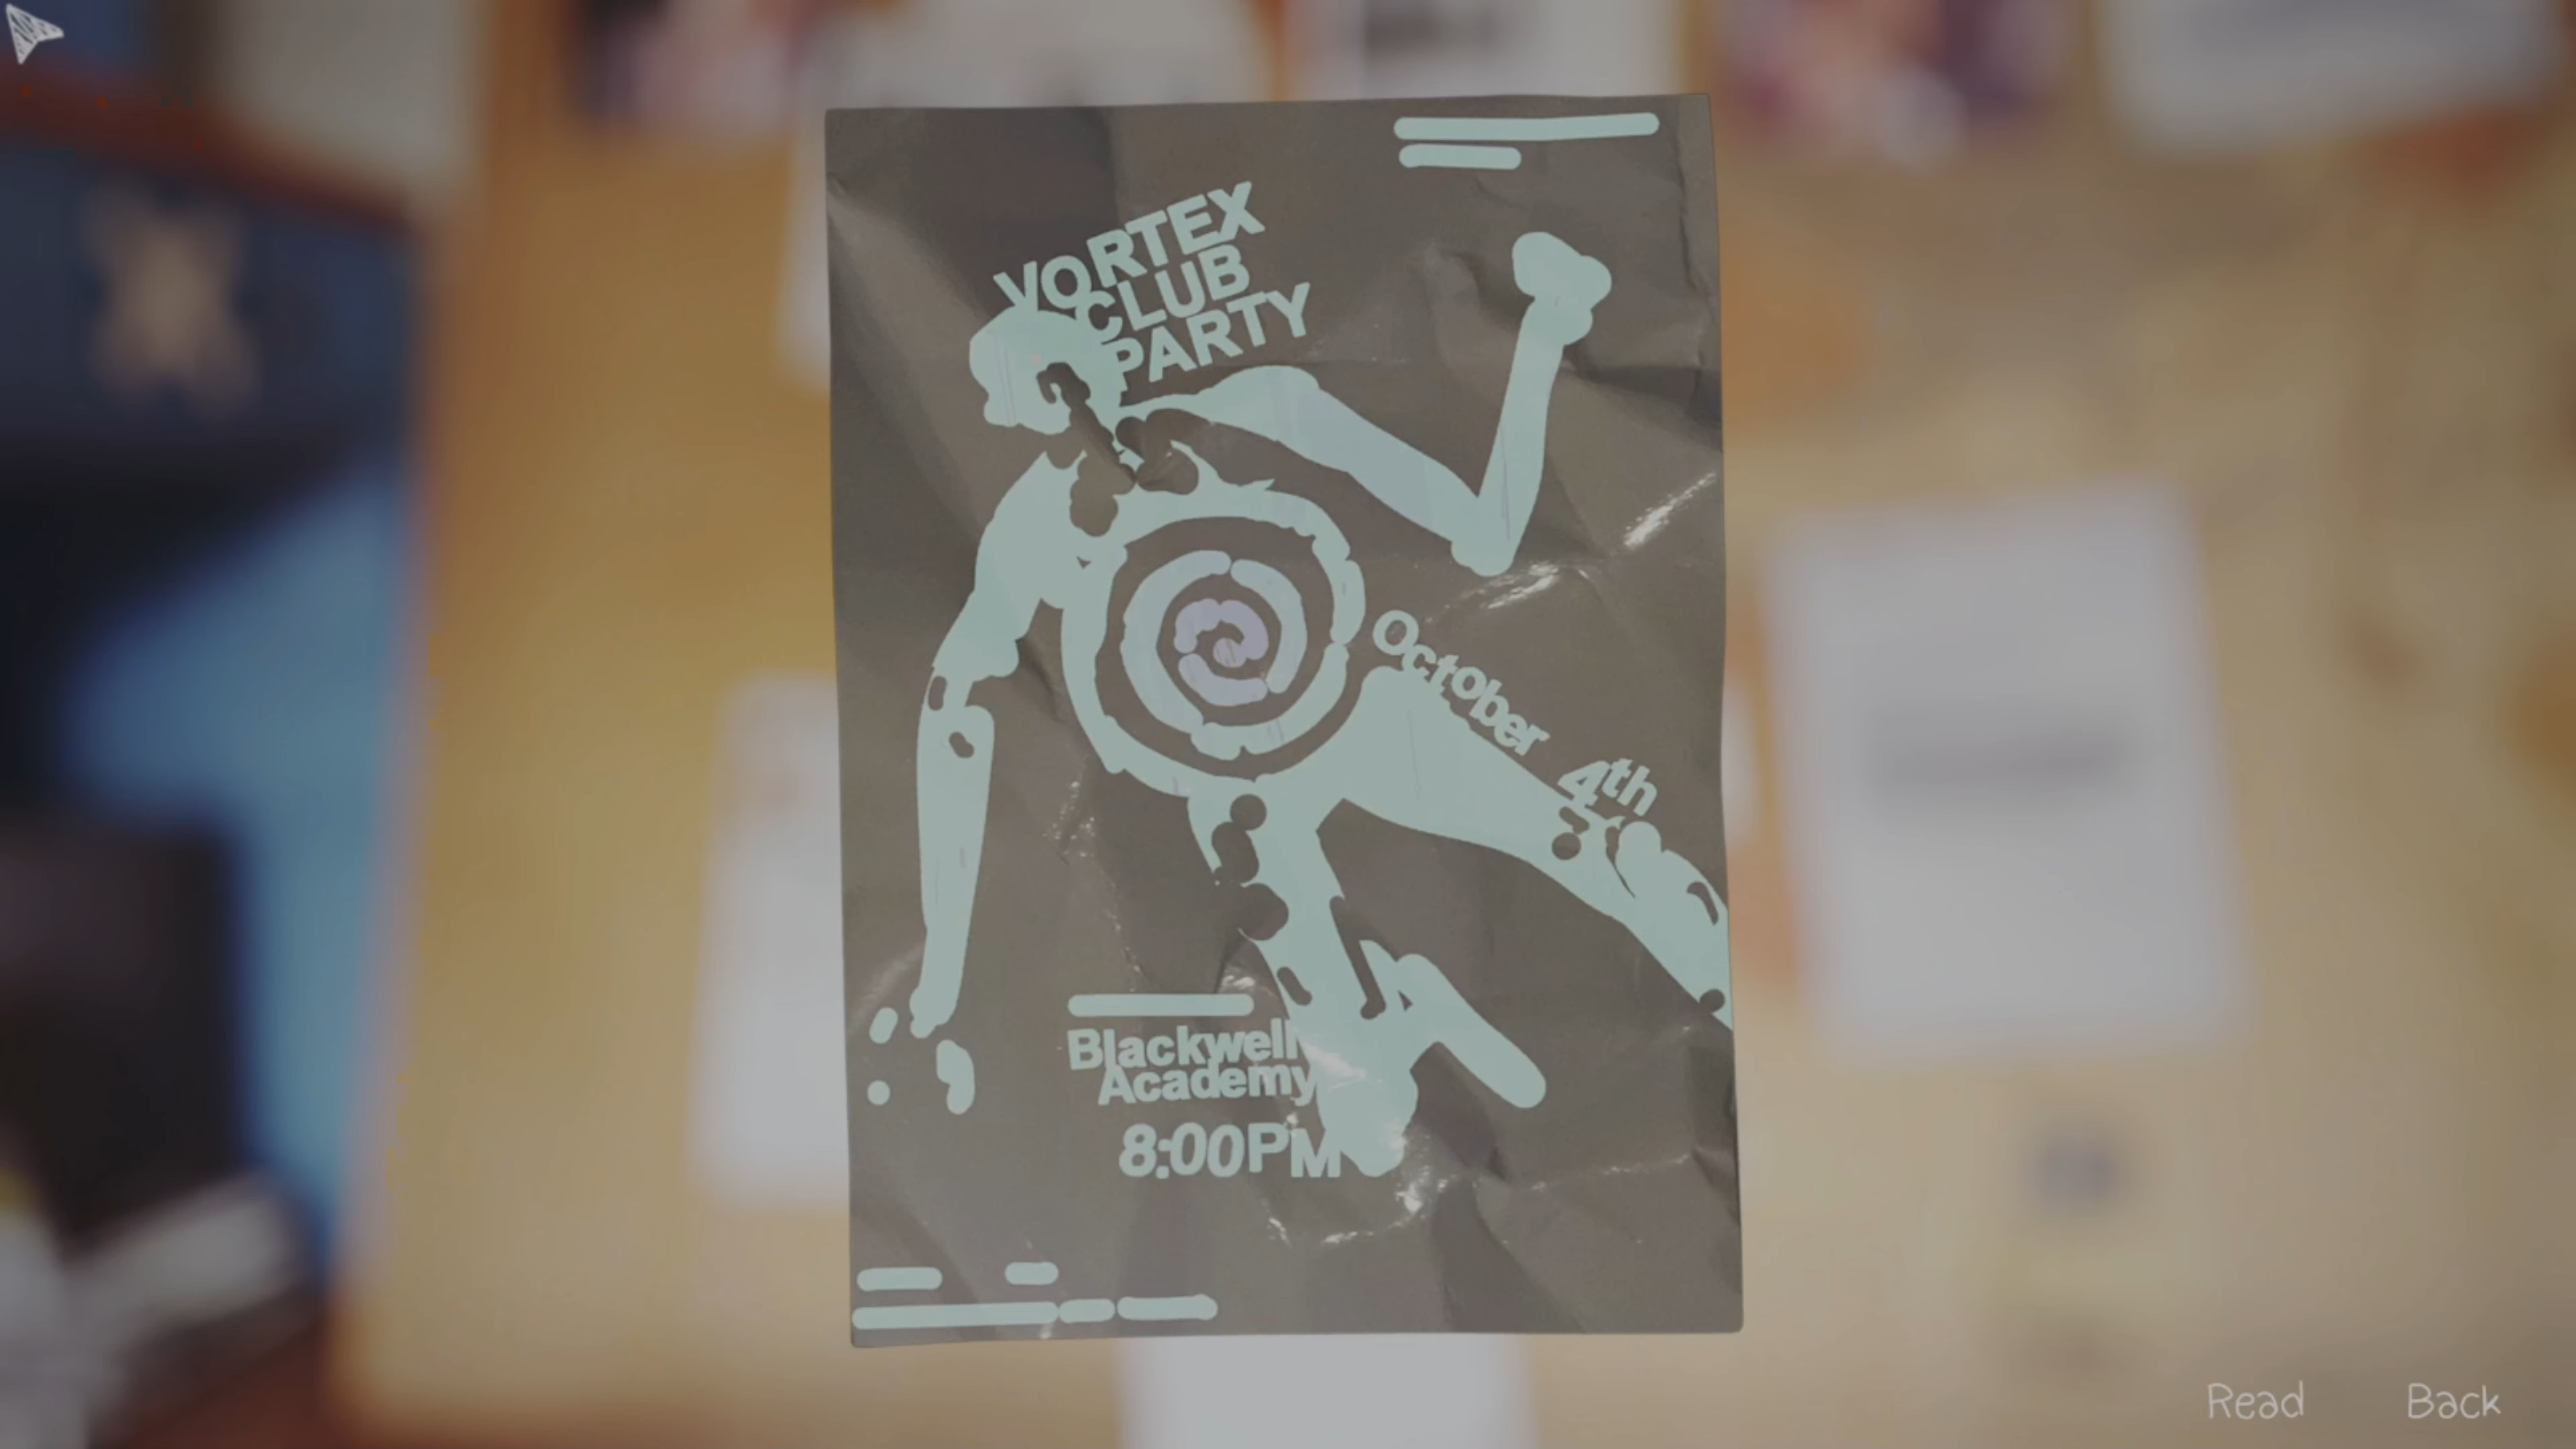 VORTEX
CLUB
PARTY
October 4th
Blackwell
Academy
8:00PM
Read
Back